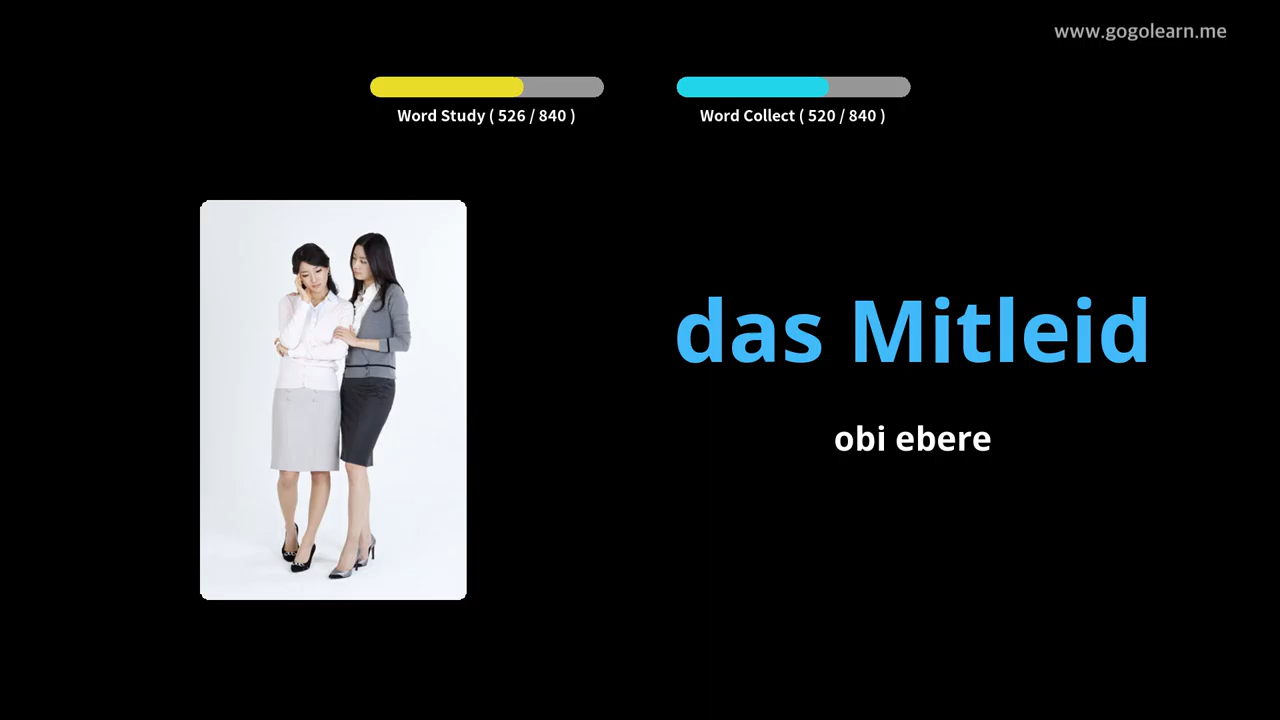 www.gogolearn.me
Word Study ( 526 / 840 )
Word Collect ( 520 / 840 )
das Mitleid
obi ebere